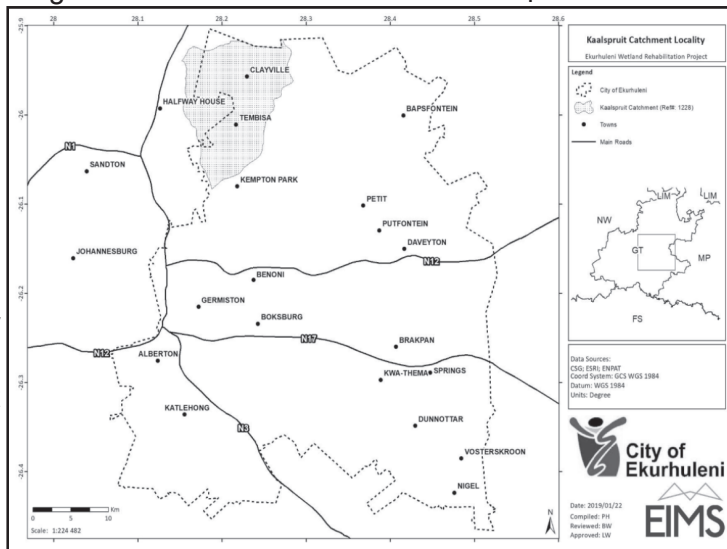 28
28.1
28.2
28.3
28.4
28.5
28.6
-25.9
-26
-26.1
-26.2
-26.3
-26.4
CLAYVILLE
HALFWAY HOUSE
TEMBISA
BAPSFONTEIN
N1
SANDTON
KEMPTON PARK
PETIT
PUTFONTEIN
DAVEYTON
JOHANNESBURG
N12
BENONI
GERMISTON
BOKSBURG
N17
BRAKPAN
N12
ALBERTON
KWA-THEMA
SPRINGS
KATLEHONG
N3
DUNNOTTAR
VOSTERSKROON
NIGEL
0 5 10 Km
Scale: 1:224 482
N
Kaalspruit Catchment Locality
Ekurhuleni Wetland Rehabilitation Project
Legend
City of Ekurhuleni
Kaalspruit Catchment (Ref#: 1228)
Towns
Main Roads
LIM
LIM
NW
GT
MP
FS
Data Sources:
CSG; ESRI; ENPAT
Coord System: GCS WGS 1984
Datum: WGS 1984
Units: Degree
City of
Ekurhuleni
Date: 2019/01/22
Compiled: PH
Reviewed: BW
Approved: LW
EIMS